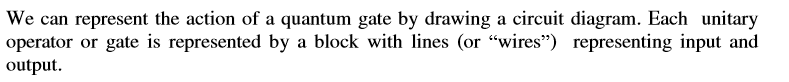 We can represent the action of a quantum gate by drawing a circuit diagram. Each unitary
operator or gate is represented by a block with lines (or “wires”) representing input and
output.